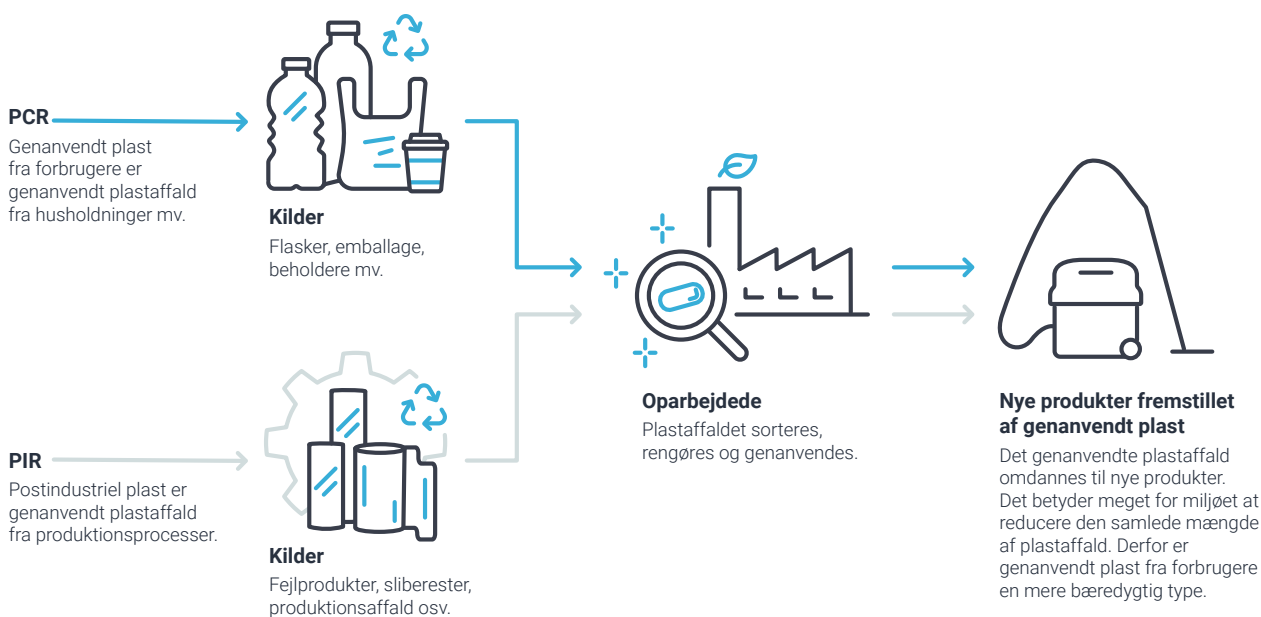 PCR
Genanvendt plast
fra forbrugere er
genanvendt plastaffald
fra husholdninger mv.
Kilder
Flasker, emballage,
beholdere mv.
PIR
Postindustriel plast er
genanvendt plastaffald
fra produktionsprocesser.
Kilder
Fejlprodukter, sliberester,
produktionsaffald osv.
Oparbejdede
Plastaffaldet sorteres,
rengøres og genanvendes.
Nye produkter fremstillet
af genanvendt plast
Det genanvendte plastaffald
omdannes til nye produkter.
Det betyder meget for miljøet at
reducere den samlede mængde
af plastaffald. Derfor er
genanvendt plast fra forbrugere
en mere bæredygtig type.